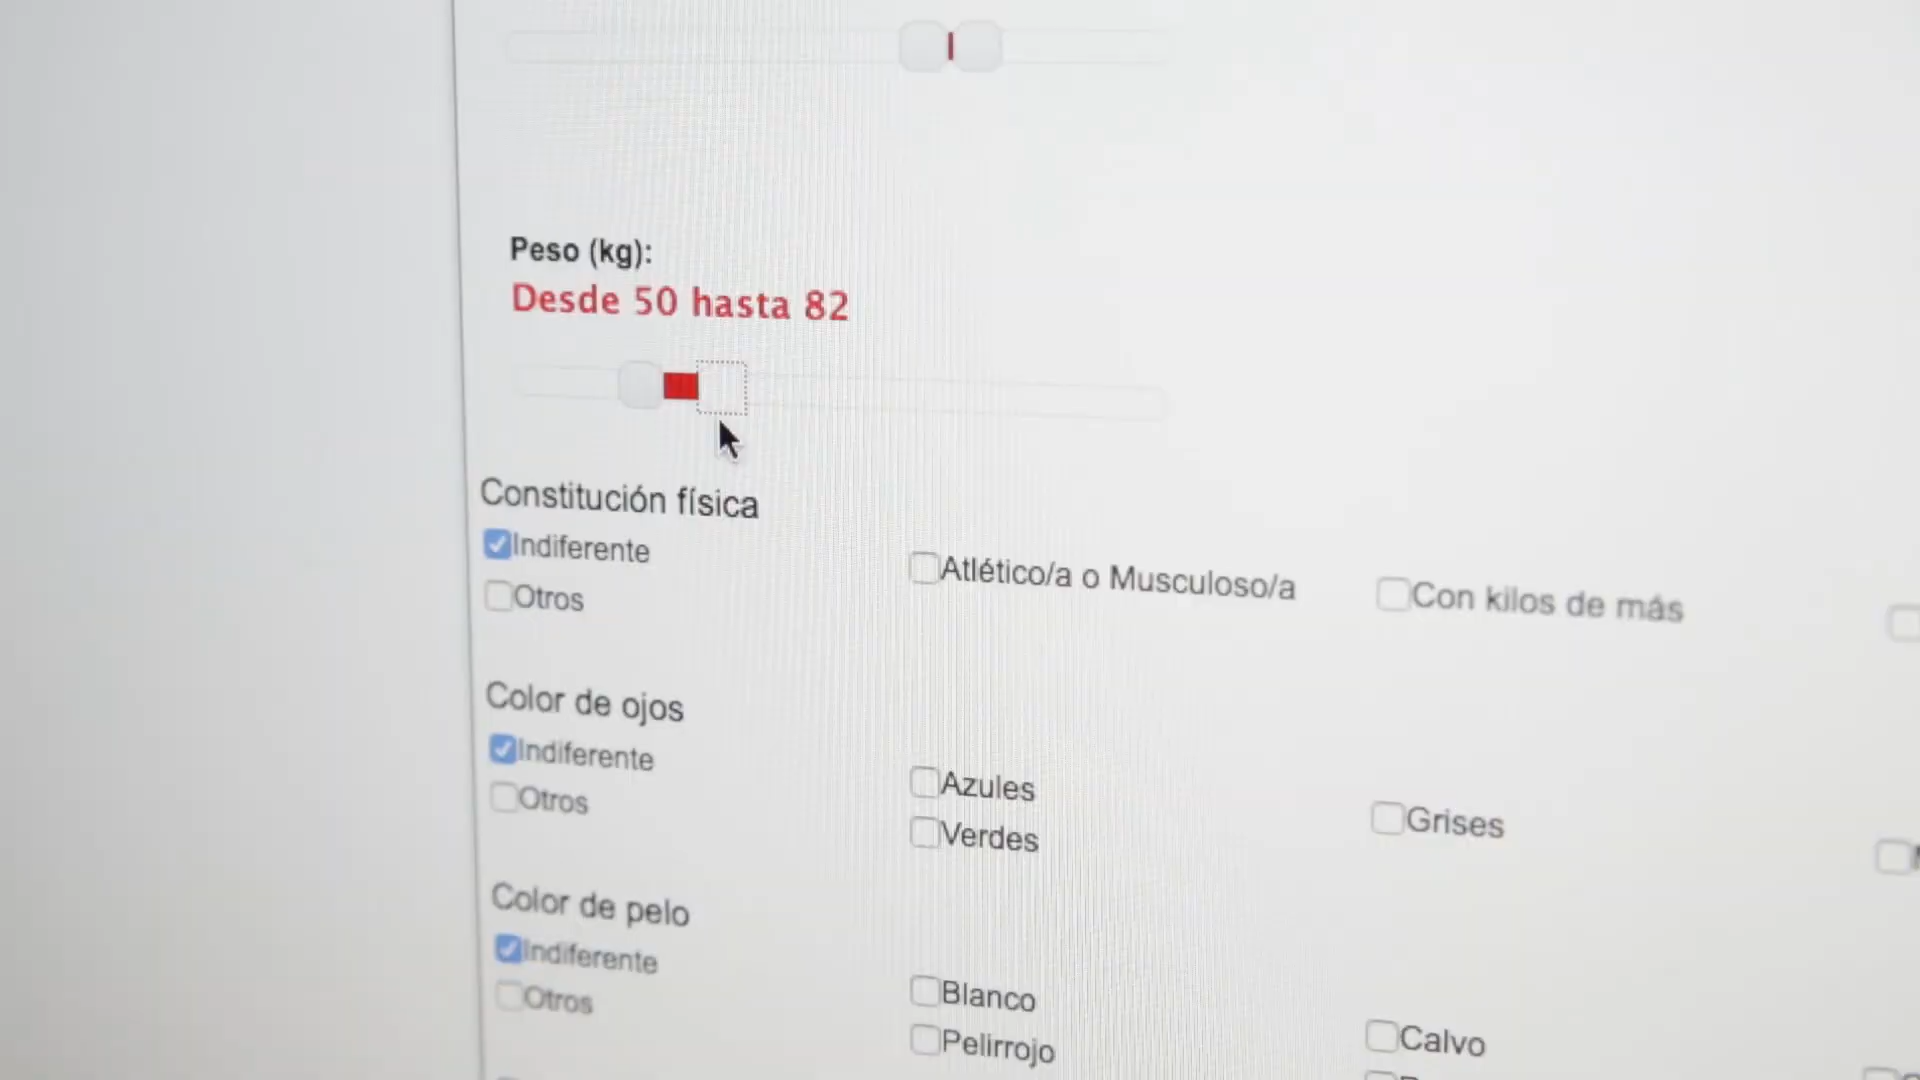 Peso (kg):
Desde 50 hasta 82
Constitución física
Indiferente
Atlético/a o Musculoso/a
Con kilos de más
Otros
Color de ojos
Indiferente
Azules
Grises
Otros
Verdes
Color de pelo
Indiferente
Blanco
Calvo
Otros
Pelirrojo